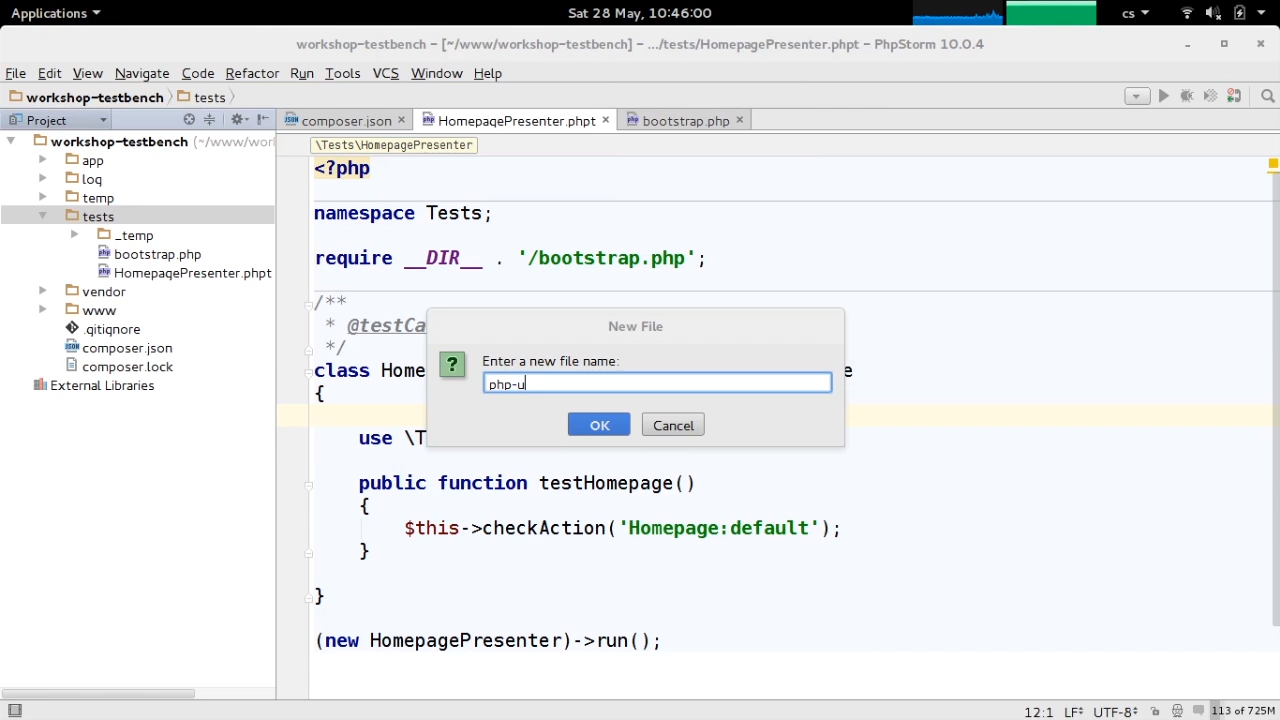 Applications
Sat 28 May, 10:46:00
cs
workshop-testbench – [~/www/workshop-testbench] – .../tests/HomepagePresenter.phpt – PhpStorm 10.0.4
File Edit View Navigate Code Refactor Run Tools VCS Window Help
workshop-testbench tests
Project
composer.json
HomepagePresenter.phpt
bootstrap.php
workshop-testbench (~/www/wor
app
log
temp
tests
_temp
bootstrap.php
HomepagePresenter.phpt
vendor
www
.gitignore
composer.json
composer.lock
External Libraries
\Tests\HomepagePresenter
<?php
namespace Tests;
require __DIR__ . '/bootstrap.php';
/**
* @testCa
*/
class Home
e
{
use \T
public function testHomepage()
{
$this->checkAction('Homepage:default');
}
}
(new HomepagePresenter)->run();
New File
Enter a new file name:
php-u
OK
Cancel
12:1 LF UTF-8 113 of 725M